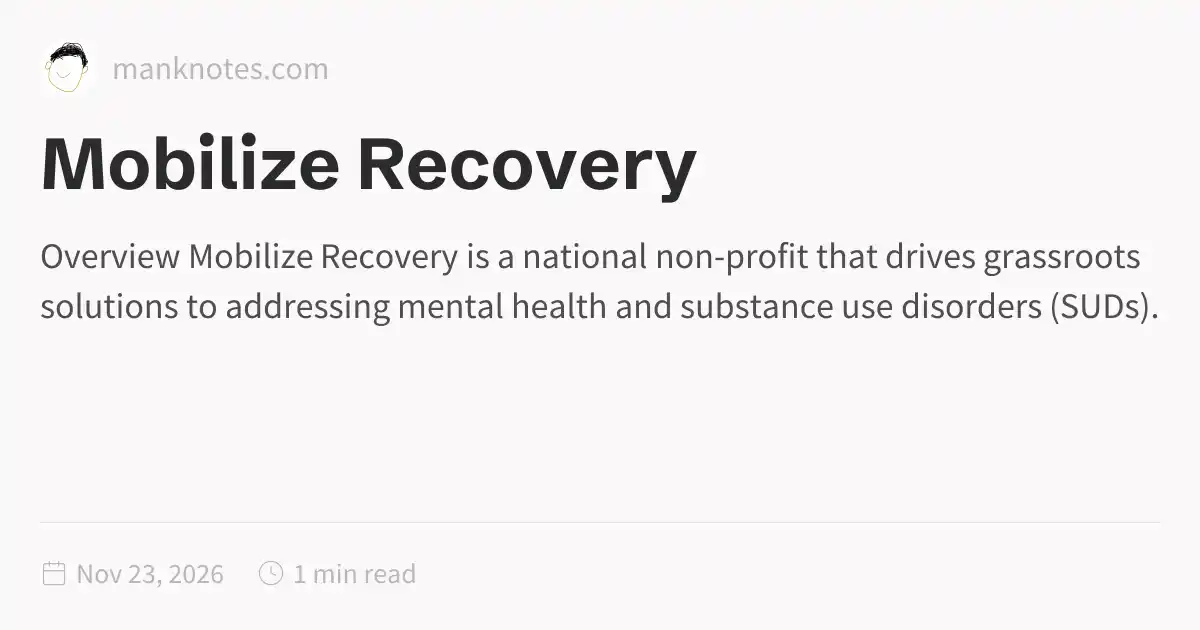 manknotes.com
Mobilize Recovery
Overview Mobilize Recovery is a national non-profit that drives grassroots
solutions to addressing mental health and substance use disorders (SUDs).
Nov 23, 2026 1 min read